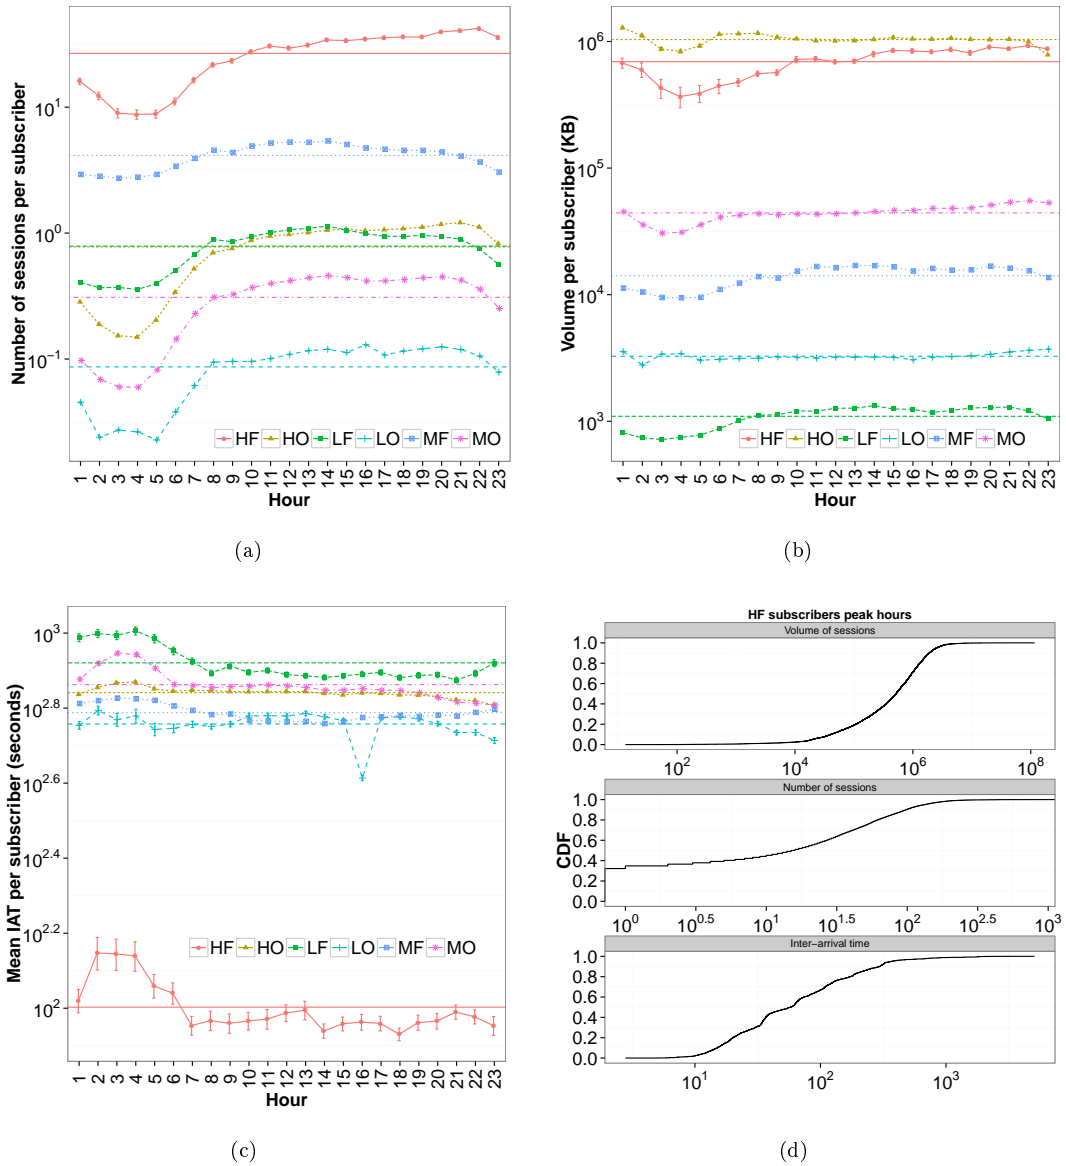 Number of sessions per subscriber
10^1
10^0
10^-1
HF HO LF LO MF MO
1 2 3 4 5 6 7 8 9 10 11 12 13 14 15 16 17 18 19 20 21 22 23
Hour
(a)
Volume per subscriber (KB)
10^6
10^5
10^4
10^3
HF HO LF LO MF MO
1 2 3 4 5 6 7 8 9 10 11 12 13 14 15 16 17 18 19 20 21 22 23
Hour
(b)
Mean IAT per subscriber (seconds)
10^3
10^2.8
10^2.6
10^2.4
10^2.2
10^2
HF HO LF LO MF MO
1 2 3 4 5 6 7 8 9 10 11 12 13 14 15 16 17 18 19 20 21 22 23
Hour
(c)
HF subscribers peak hours
Volume of sessions
1.0
0.8
0.6
0.4
0.2
0.0
10^2 10^4 10^6 10^8
Number of sessions
CDF
1.0
0.8
0.6
0.4
0.2
0.0
10^0 10^0.5 10^1 10^1.5 10^2 10^2.5 10^3
Inter-arrival time
1.0
0.8
0.6
0.4
0.2
0.0
10^1 10^2 10^3
(d)